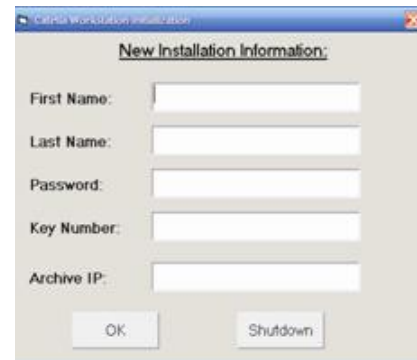 Workstation Initialization
New Installation Information:
First Name:
Last Name:
Password:
Key Number:
Archive IP:
OK
Shutdown